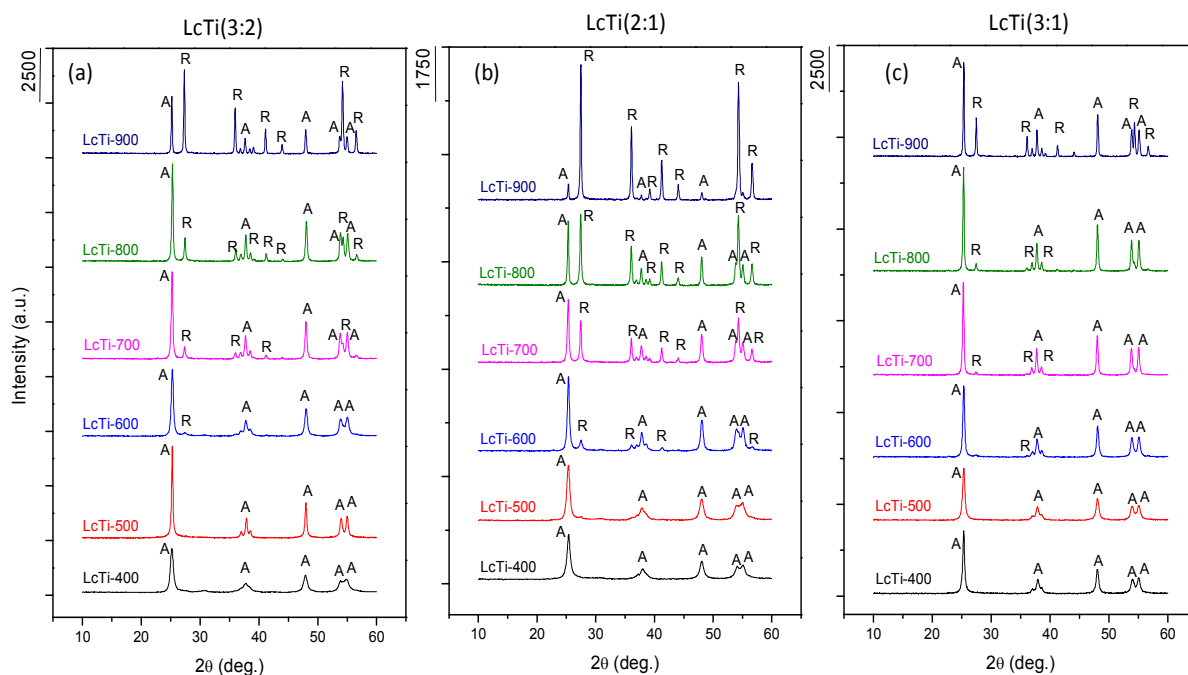 LcTi(3:2)
LcTi(2:1)
LcTi(3:1)
2500
(a)
R
R
A
R
R
A
R
A
R
A
A
R
LcTi-900
A
R
R
A
R
R
R
A
A
R
A
R
LcTi-800
A
R
R
A
R
A
A
R
A
LcTi-700
A
R
A
A
A
A
LcTi-600
A
A
A
A
A
LcTi-500
A
A
A
A
A
LcTi-400
10
20
30
40
50
60
2θ (deg.)
Intensity (a.u.)
1750
(b)
R
R
R
R
R
A
A
R
R
A
LcTi-900
A
R
R
A
R
R
R
A
R
A
A
R
LcTi-800
A
R
R
A
R
R
A
R
A
A
R
LcTi-700
A
R
R
A
R
A
A
A
R
LcTi-600
A
A
A
A
A
LcTi-500
A
A
A
A
A
LcTi-400
10
20
30
40
50
60
2θ (deg.)
2500
(c)
A
R
R
A
R
A
R
A
A
R
LcTi-900
A
R
R
A
R
A
A
A
LcTi-800
A
R
R
A
R
A
A
A
LcTi-700
A
R
A
A
A
A
LcTi-600
A
A
A
A
A
LcTi-500
A
A
A
A
A
LcTi-400
10
20
30
40
50
60
2θ (deg.)